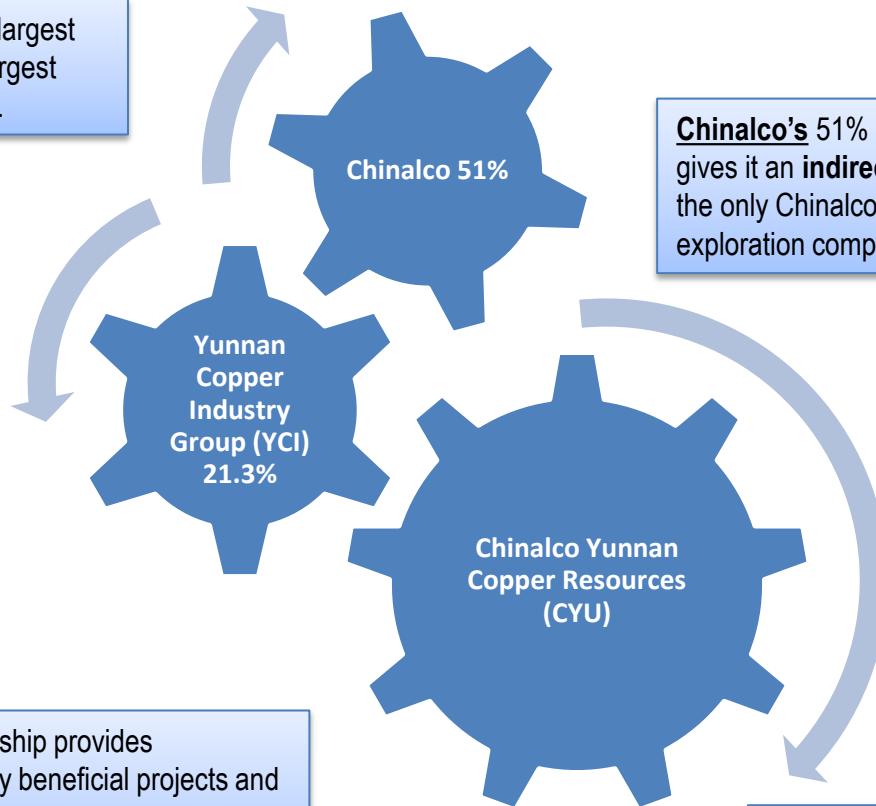 largest
rgest
.
Chinalco 51%
Chinalco's 51%
gives it an indire
the only Chinalco
exploration comp
Yunnan
Copper
Industry
Group (YCI)
21.3%
Chinalco Yunnan
Copper Resources
(CYU)
ship provides
y beneficial projects and